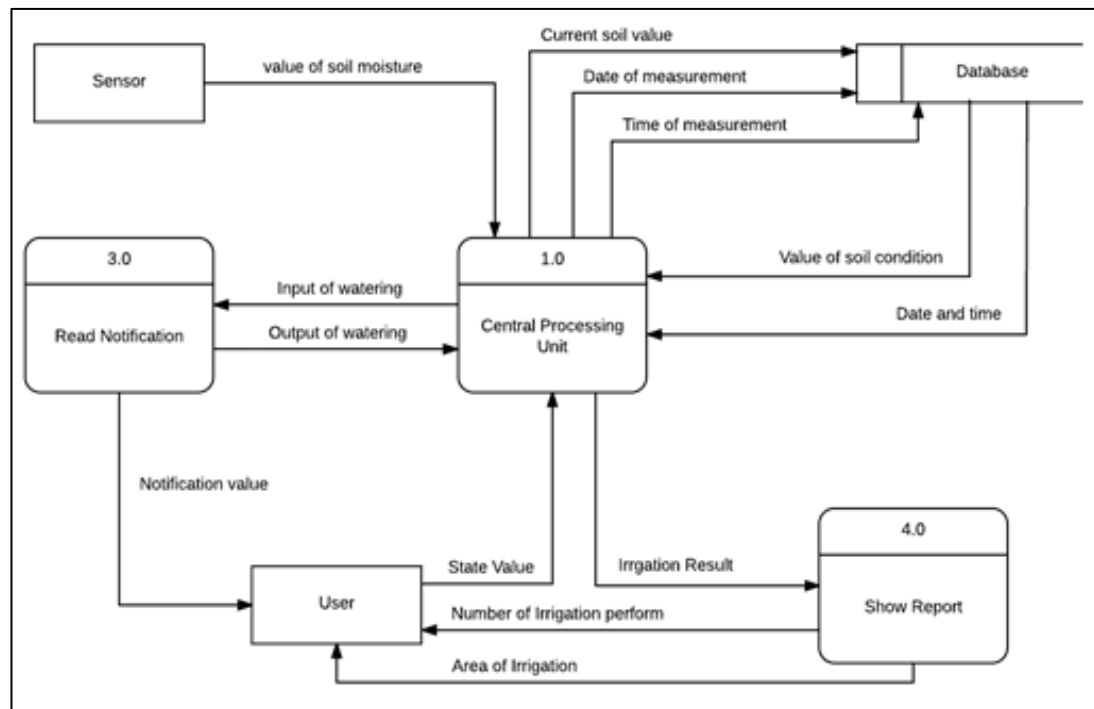 Current soil value
Sensor
value of soil moisture
Database
Date of measurement
Time of measurement
3.0
1.0
Value of soil condition
Input of watering
Date and time
Read Notification
Output of watering
Central Processing
Unit
Notification value
4.0
State Value
Irrgation Result
User
Number of Irrigation perform
Show Report
Area of Irrigation